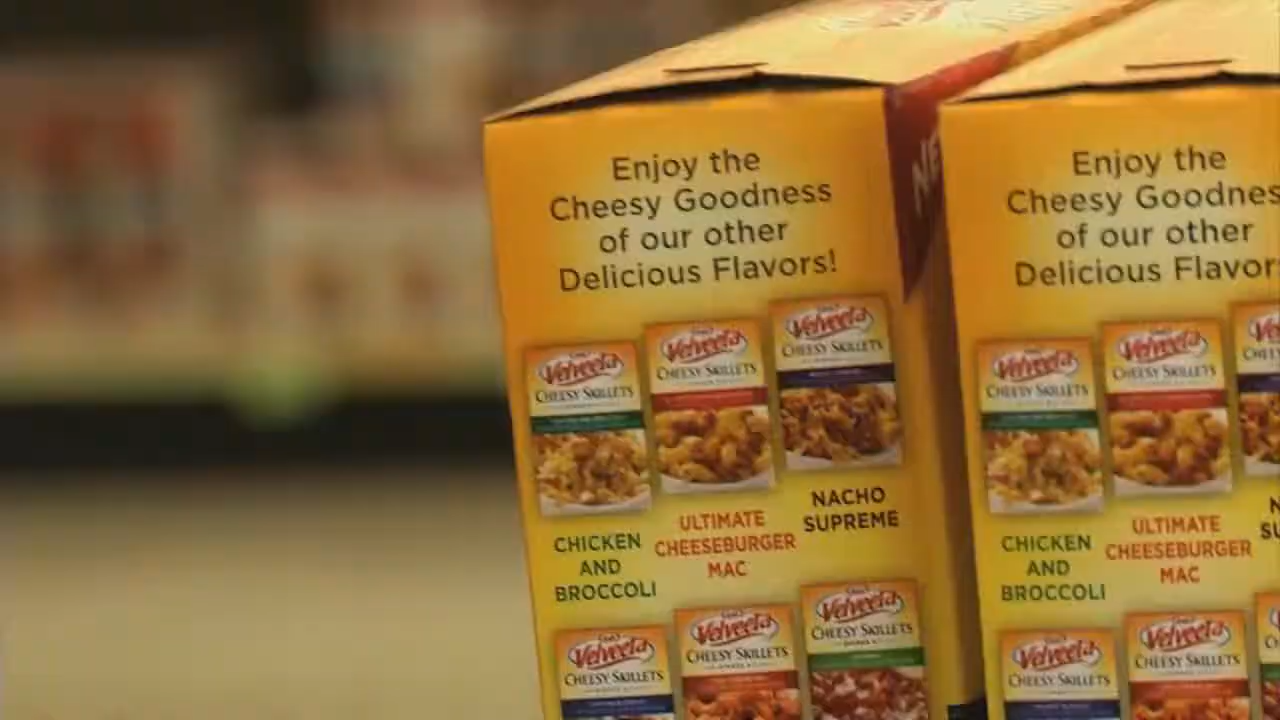 Enjoy the
Cheesy Goodness
of our other
Delicious Flavors!
NE
Velveeta
CHEESY SKILLETS
Velveeta
CHEESY SKILLETS
Velveeta
CHEESY SKILLETS
CHICKEN
AND
BROCCOLI
ULTIMATE
CHEESEBURGER
MAC
NACHO
SUPREME
Velveeta
CHEESY SKILLETS
Velveeta
CHEESY SKILLETS
Velveeta
CHEESY SKILLETS
Enjoy the
Cheesy Goodnes
of our other
Delicious Flavor
Velveeta
CHEESY SKILLETS
Velveeta
CHEESY SKILLETS
CHICKEN
AND
BROCCOLI
ULTIMATE
CHEESEBURGER
MAC
N
SU
Velveeta
CHEESY SKILLETS
Velveeta
CHEESY SKILLETS